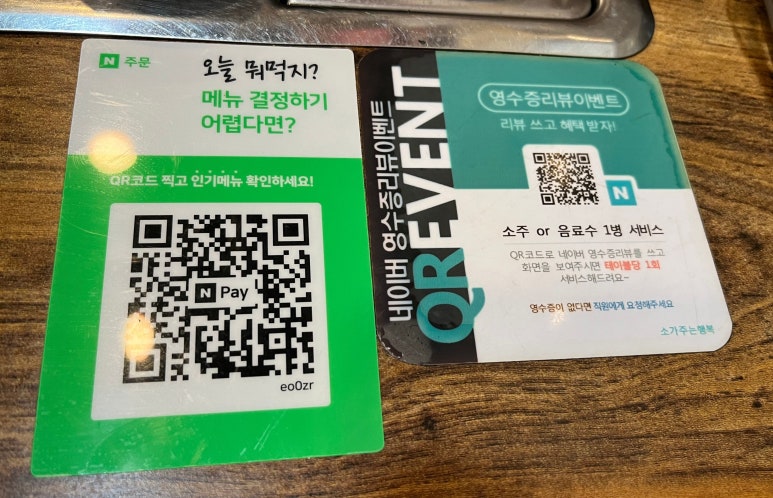 N 주문
오늘 뭐먹지?
메뉴 결정하기
어렵다면?
QR코드 찍고 인기메뉴 확인하세요!
N Pay
eo0zr
네이버 영수증리뷰이벤트
QREVENT
영수증리뷰이벤트
리뷰 쓰고 혜택받자!
N
소주 or 음료수 1병 서비스
QR코드로 네이버 영수증리뷰를 쓰고
화면을 보여주시면 테이블당 1회
서비스해드려요~
영수증이 없다면 직원에게 요청해주세요
소가주는행복